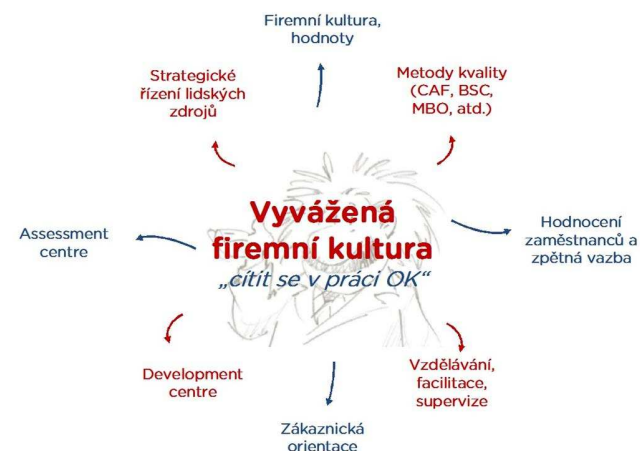 Firemní kultura,
hodnoty
Strategické
řízení lidských
zdrojů
Metody kvality
(CAF, BSC,
MBO, atd.)
Vyvážená
firemní kultura
„cítit se v práci OK“
Assessment
centre
Hodnocení
zaměstnanců a
zpětná vazba
Development
centre
Vzdělávání,
facilitace,
supervize
Zákaznická
orientace